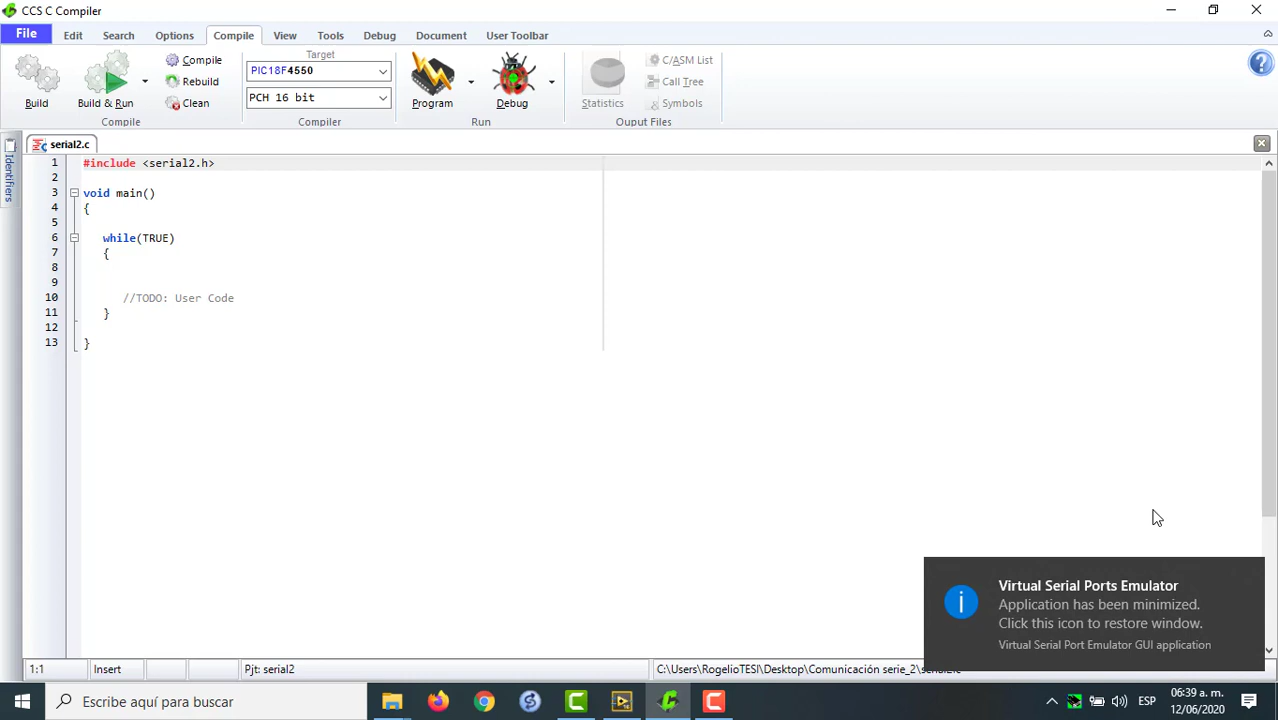 CCS C Compiler
File Edit Search Options Compile View Tools Debug Document User Toolbar
Build
Build & Run
Compile
Rebuild
Clean
Compile
Target
PIC18F4550
PCH 16 bit
Compiler
Program
Debug
Run
Statistics
C/ASM List
Call Tree
Symbols
Ouput Files
Identifiers
serial2.c
1 #include <serial2.h>
2
3 void main()
4 {
5
6 while(TRUE)
7 {
8
9
10 //TODO: User Code
11 }
12
13 }
Virtual Serial Ports Emulator
Application has been minimized.
Click this icon to restore window.
Virtual Serial Port Emulator GUI application
1:1 Insert Pjt: serial2 C:\Users\RogelioTESI\Desktop\Comunicación serie_2\serial2.c
Escribe aquí para buscar
ESP
06:39 a. m.
12/06/2020